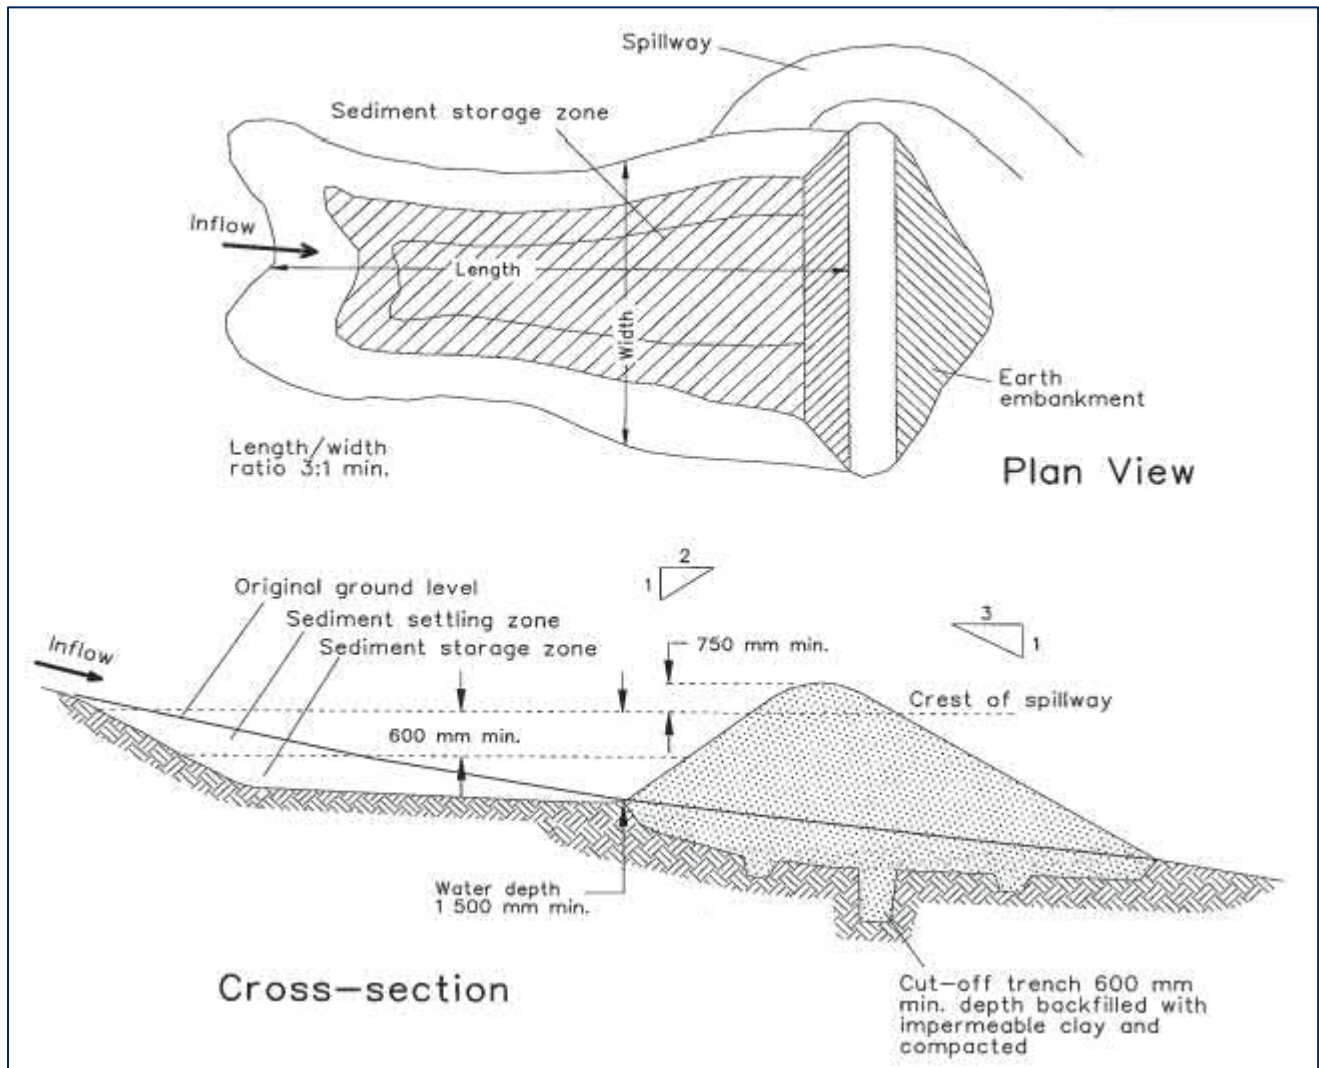 Spillway
Sediment storage zone
Inflow
Length
Width
Earth
embankment
Length/width
ratio 3:1 min.
Plan View
2
1
Original ground level
3
Sediment settling zone
1
750 mm min.
Inflow
Sediment storage zone
Crest of spillway
600 mm min.
Water depth
1 500 mm min.
Cross-section
Cut-off trench 600 mm
min. depth backfilled with
impermeable clay and
compacted